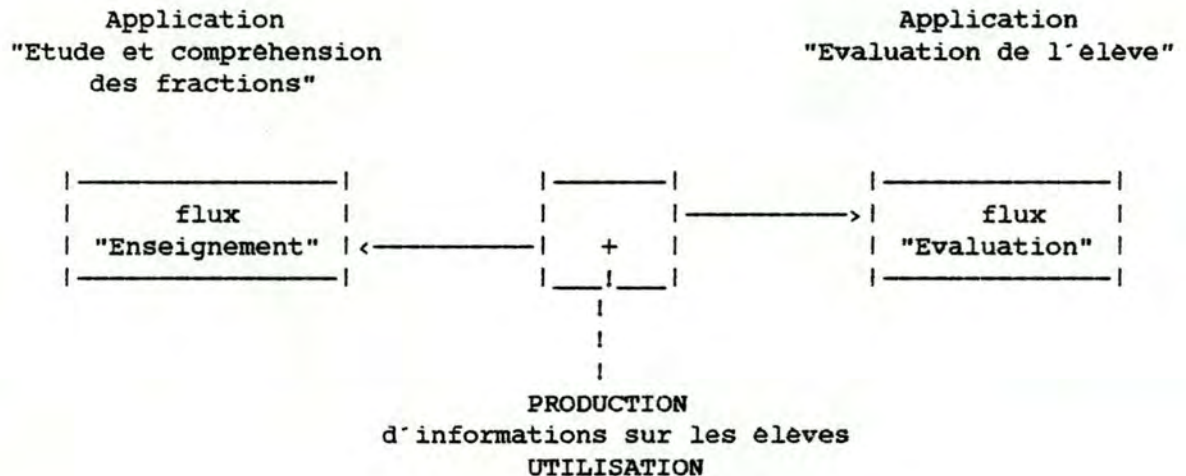 Application
"Etude et compréhension
des fractions"
Application
"Evaluation de l´élève"
flux
"Enseignement"
+
flux
"Evaluation"
PRODUCTION
d´informations sur les élèves
UTILISATION